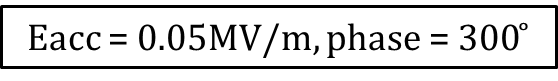 Eacc = 0.05MV/m, phase = 300°